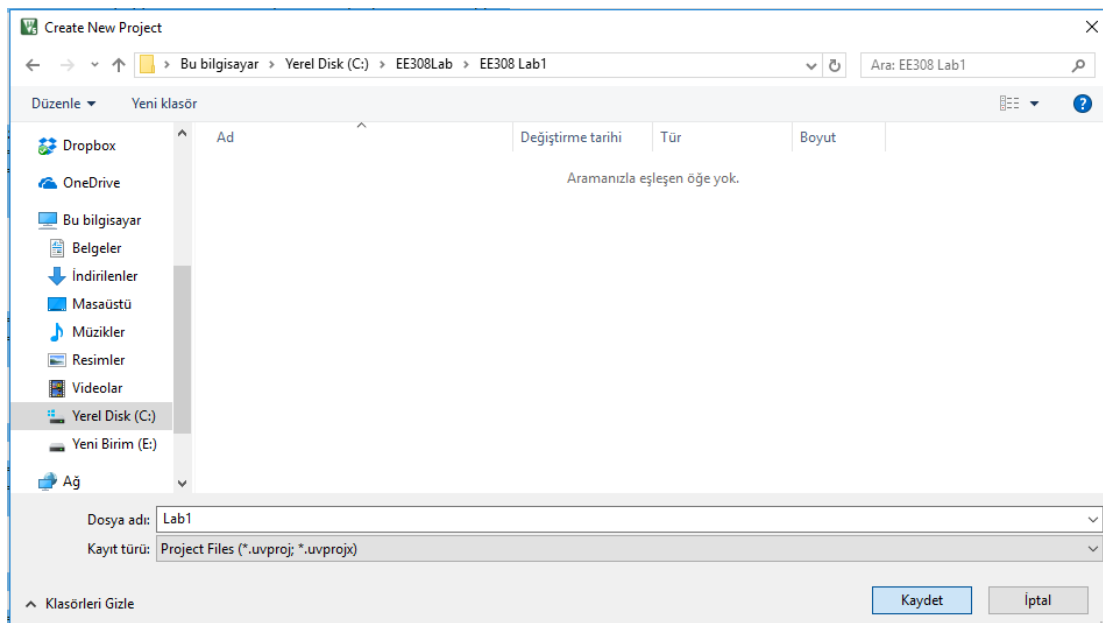 Create New Project
Bu bilgisayar > Yerel Disk (C:) > EE308Lab > EE308 Lab1
Ara: EE308 Lab1
Düzenle Yeni klasör
Ad Değiştirme tarihi Tür Boyut
Aramanızla eşleşen öğe yok.
Dropbox
OneDrive
Bu bilgisayar
Belgeler
İndirilenler
Masaüstü
Müzikler
Resimler
Videolar
Yerel Disk (C:)
Yeni Birim (E:)
Ağ
Dosya adı: Lab1
Kayıt türü: Project Files (*.uvproj; *.uvprojx)
Klasörleri Gizle
Kaydet İptal